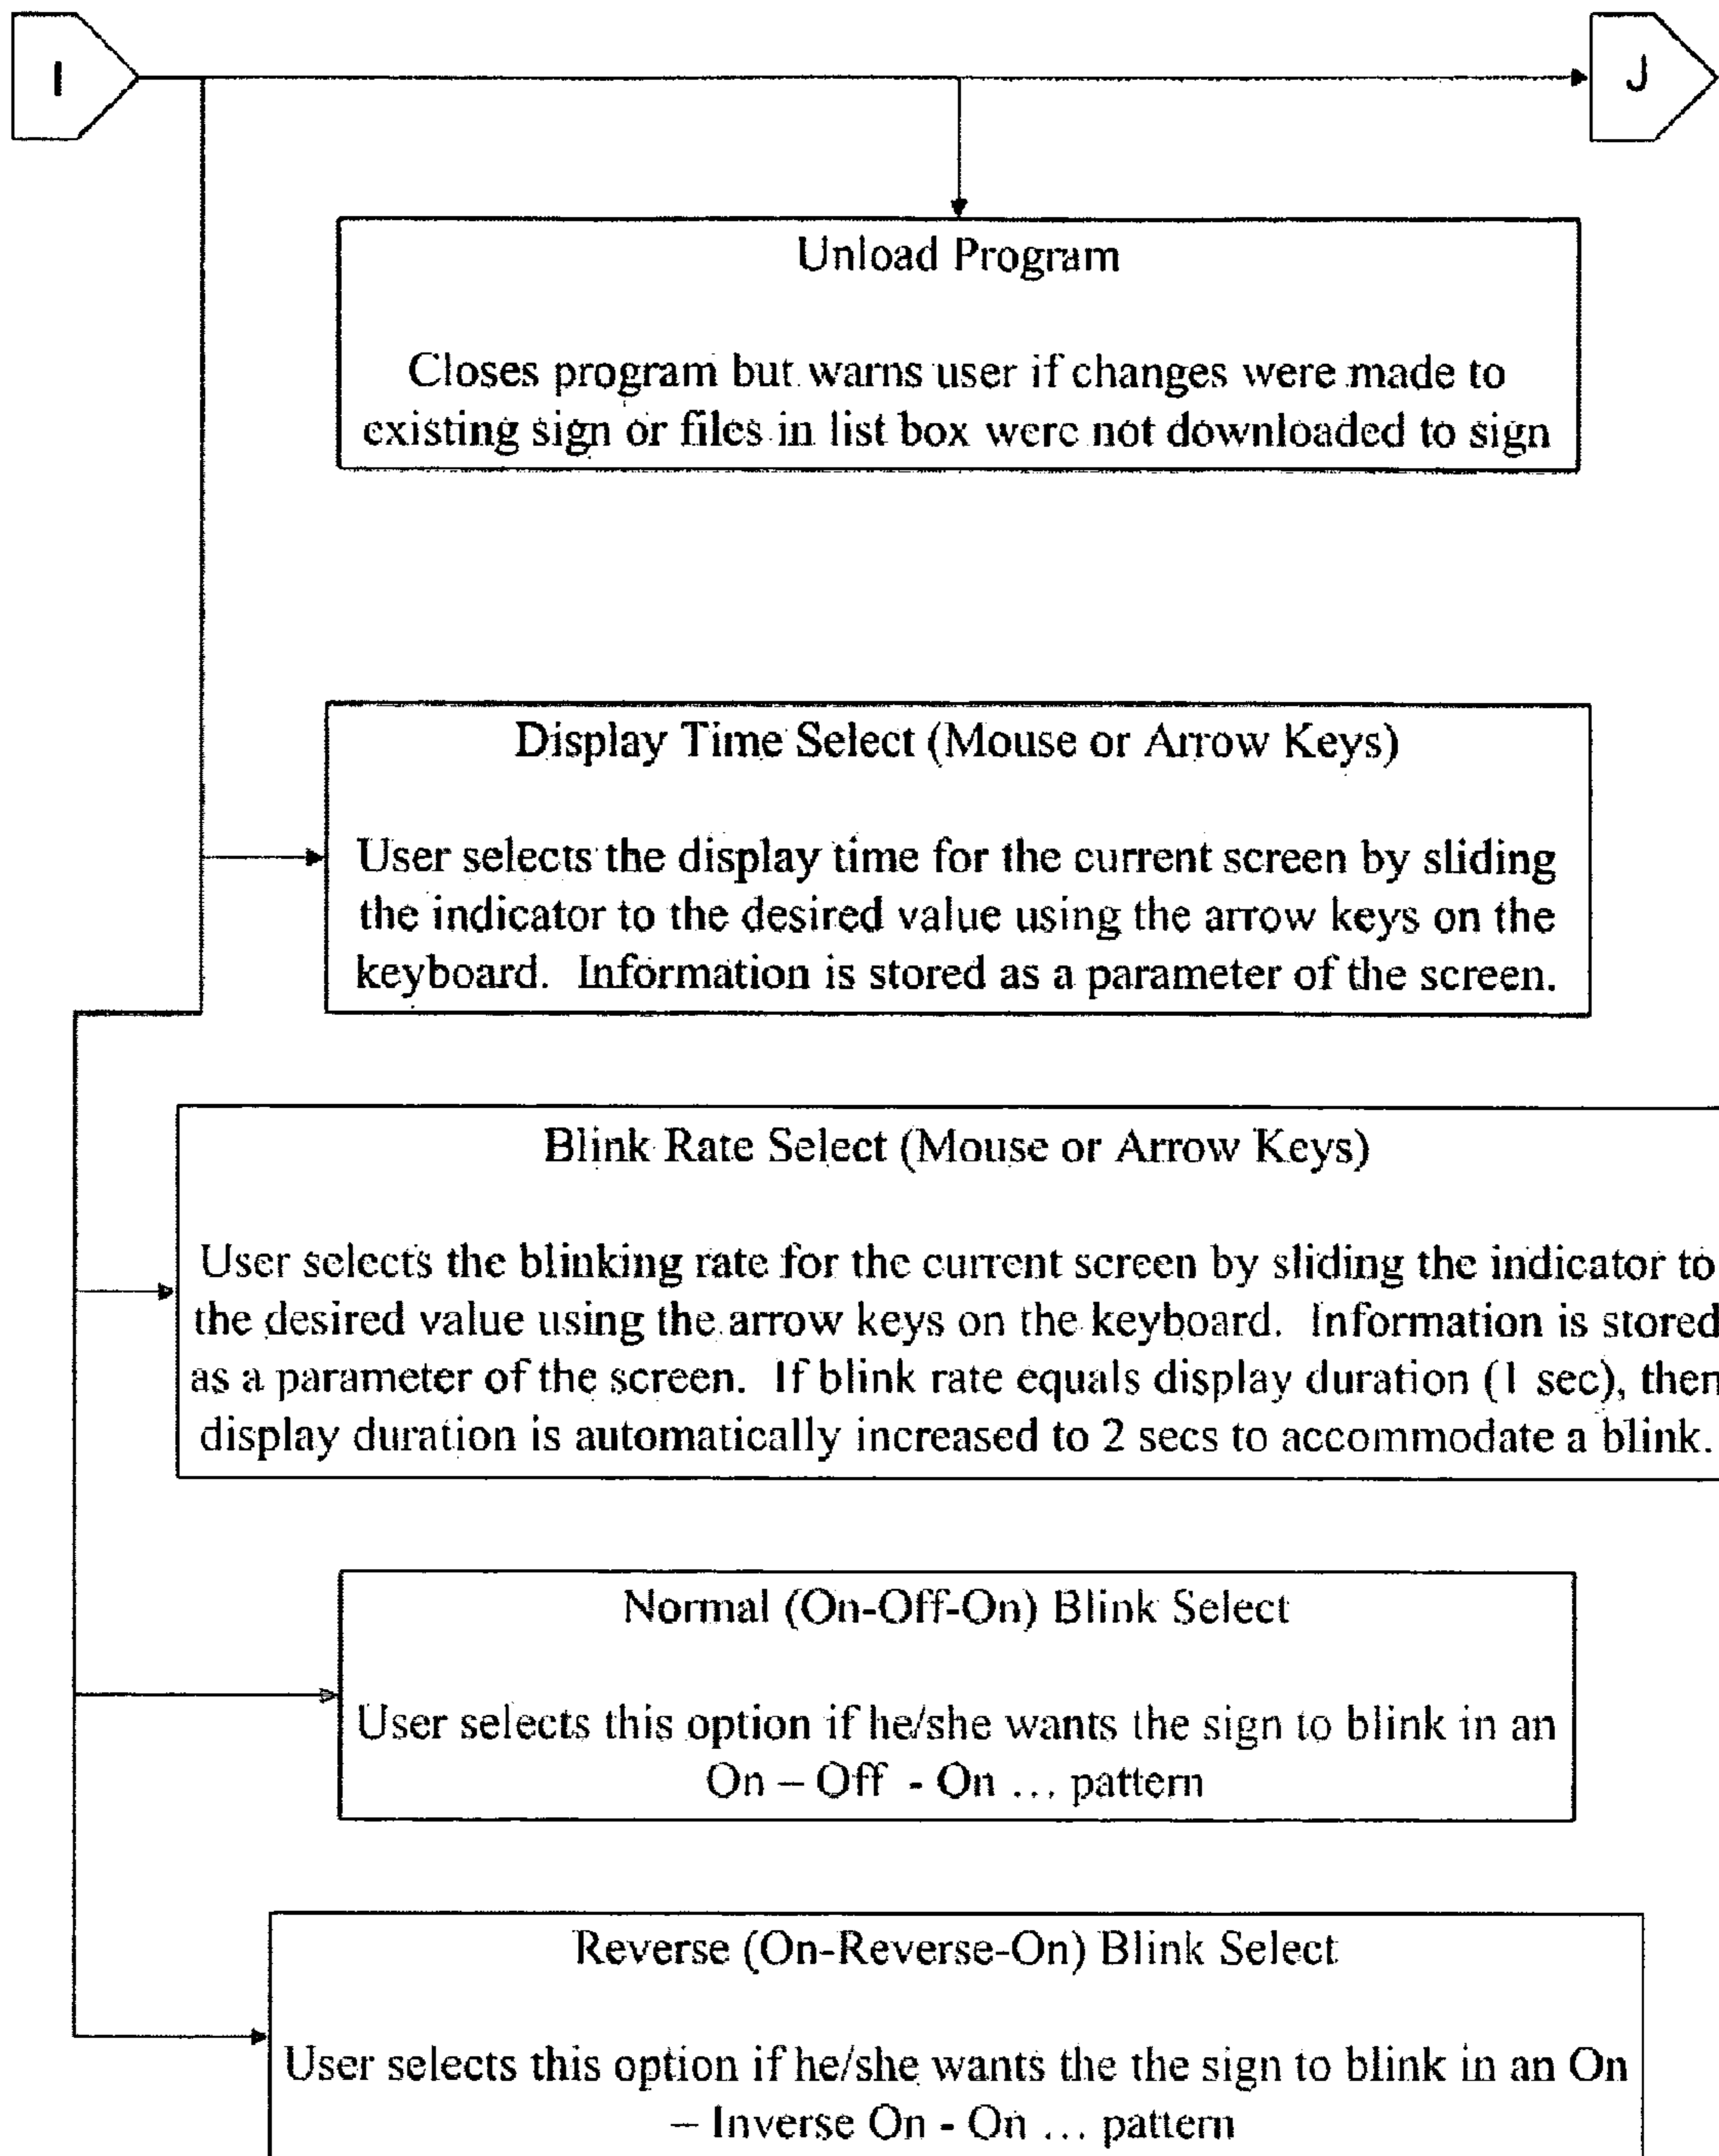 I
J
Unload Program
Closes program but warns user if changes were made to
existing sign or files in list box were not downloaded to sign
Display Time Select (Mouse or Arrow Keys)
User selects the display time for the current screen by sliding
the indicator to the desired value using the arrow keys on the
keyboard.  Information is stored as a parameter of the screen.
Blink Rate Select (Mouse or Arrow Keys)
User selects the blinking rate for the current screen by sliding the indicator to
the desired value using the arrow keys on the keyboard.  Information is stored
as a parameter of the screen.  If blink rate equals display duration (1 sec), then
display duration is automatically increased to 2 secs to accommodate a blink.
Normal (On-Off-On) Blink Select
User selects this option if he/she wants the sign to blink in an
On – Off - On ... pattern
Reverse (On-Reverse-On) Blink Select
User selects this option if he/she wants the the sign to blink in an On
– Inverse On - On ... pattern